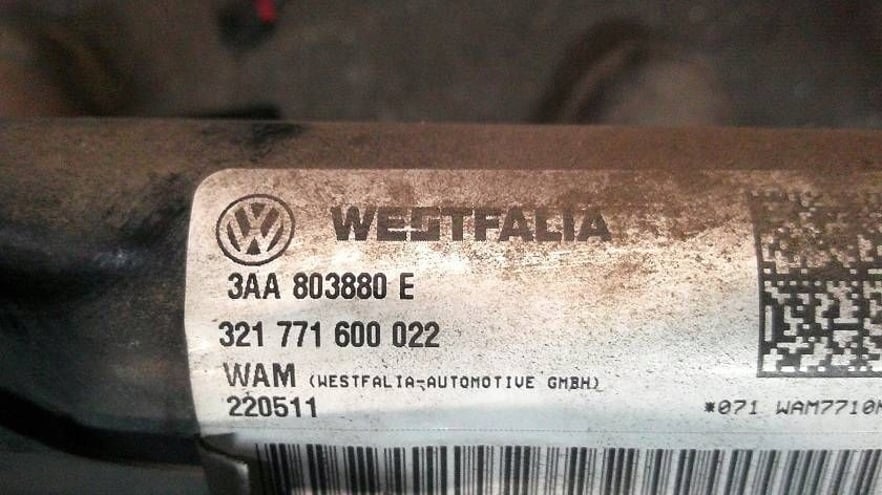 WESTFALIA
3AA 803880 E
321 771 600 022
WAM (WESTFALIA-AUTOMOTIVE GMBH)
220511
*071 WAM7710